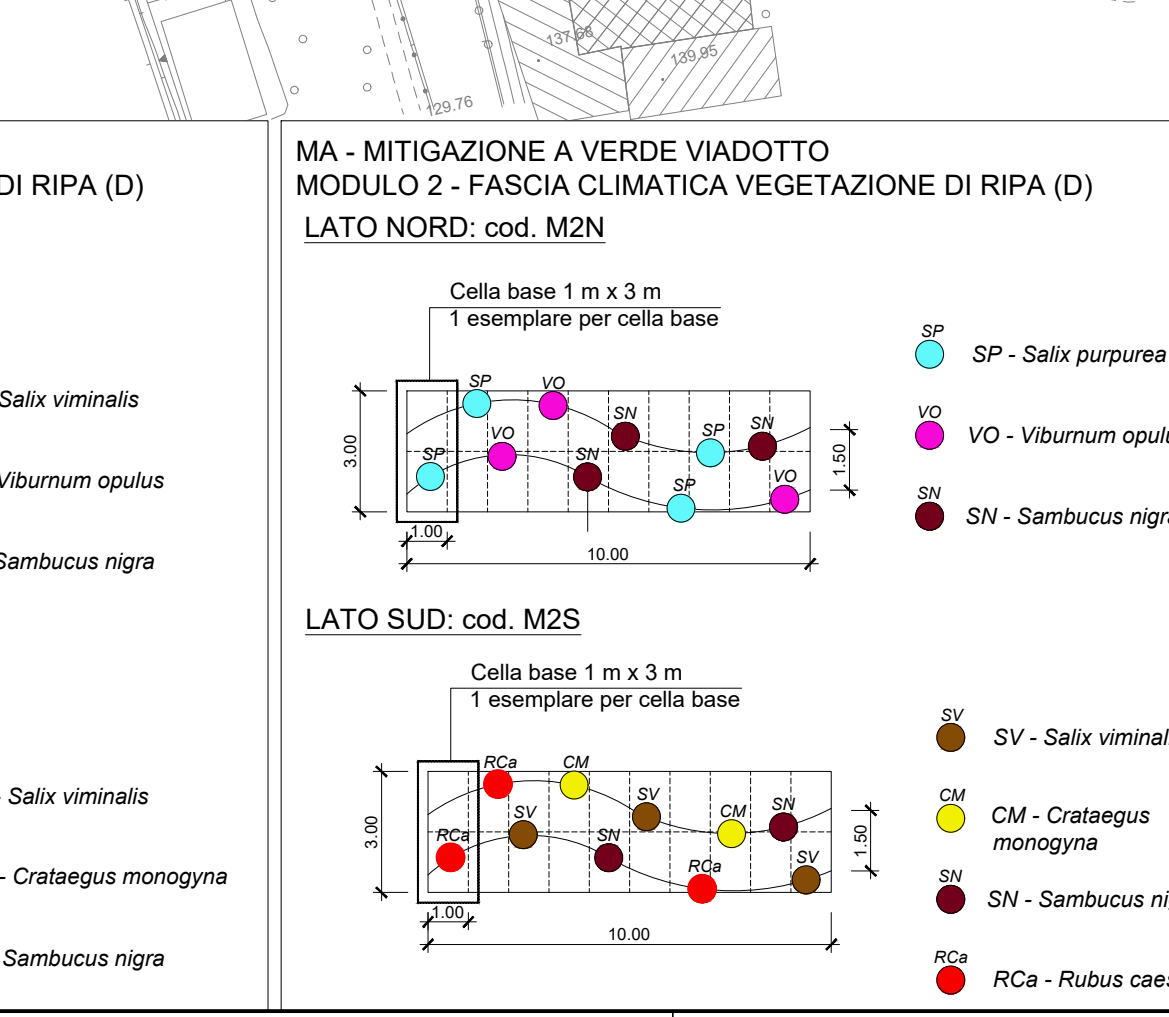 137.68
139.95
129.76
DI RIPA (D)
Salix viminalis
Viburnum opulus
Sambucus nigra
Salix viminalis
- Crataegus monogyna
Sambucus nigra
MA - MITIGAZIONE A VERDE VIADOTTO
MODULO 2 - FASCIA CLIMATICA VEGETAZIONE DI RIPA (D)
LATO NORD: cod. M2N
Cella base 1 m x 3 m
1 esemplare per cella base
SP
VO
SN
SP
SN
SP
VO
SN
SP
VO
3.00
1.50
1.00
10.00
SP
SP - Salix purpurea
VO
VO - Viburnum opulu
SN
SN - Sambucus nigra
LATO SUD: cod. M2S
Cella base 1 m x 3 m
1 esemplare per cella base
RCa
CM
SV
CM
SN
RCa
SV
SN
RCa
SV
3.00
1.50
1.00
10.00
SV
SV - Salix viminali
CM
CM - Crataegus
monogyna
SN
SN - Sambucus ni
RCa
RCa - Rubus caes